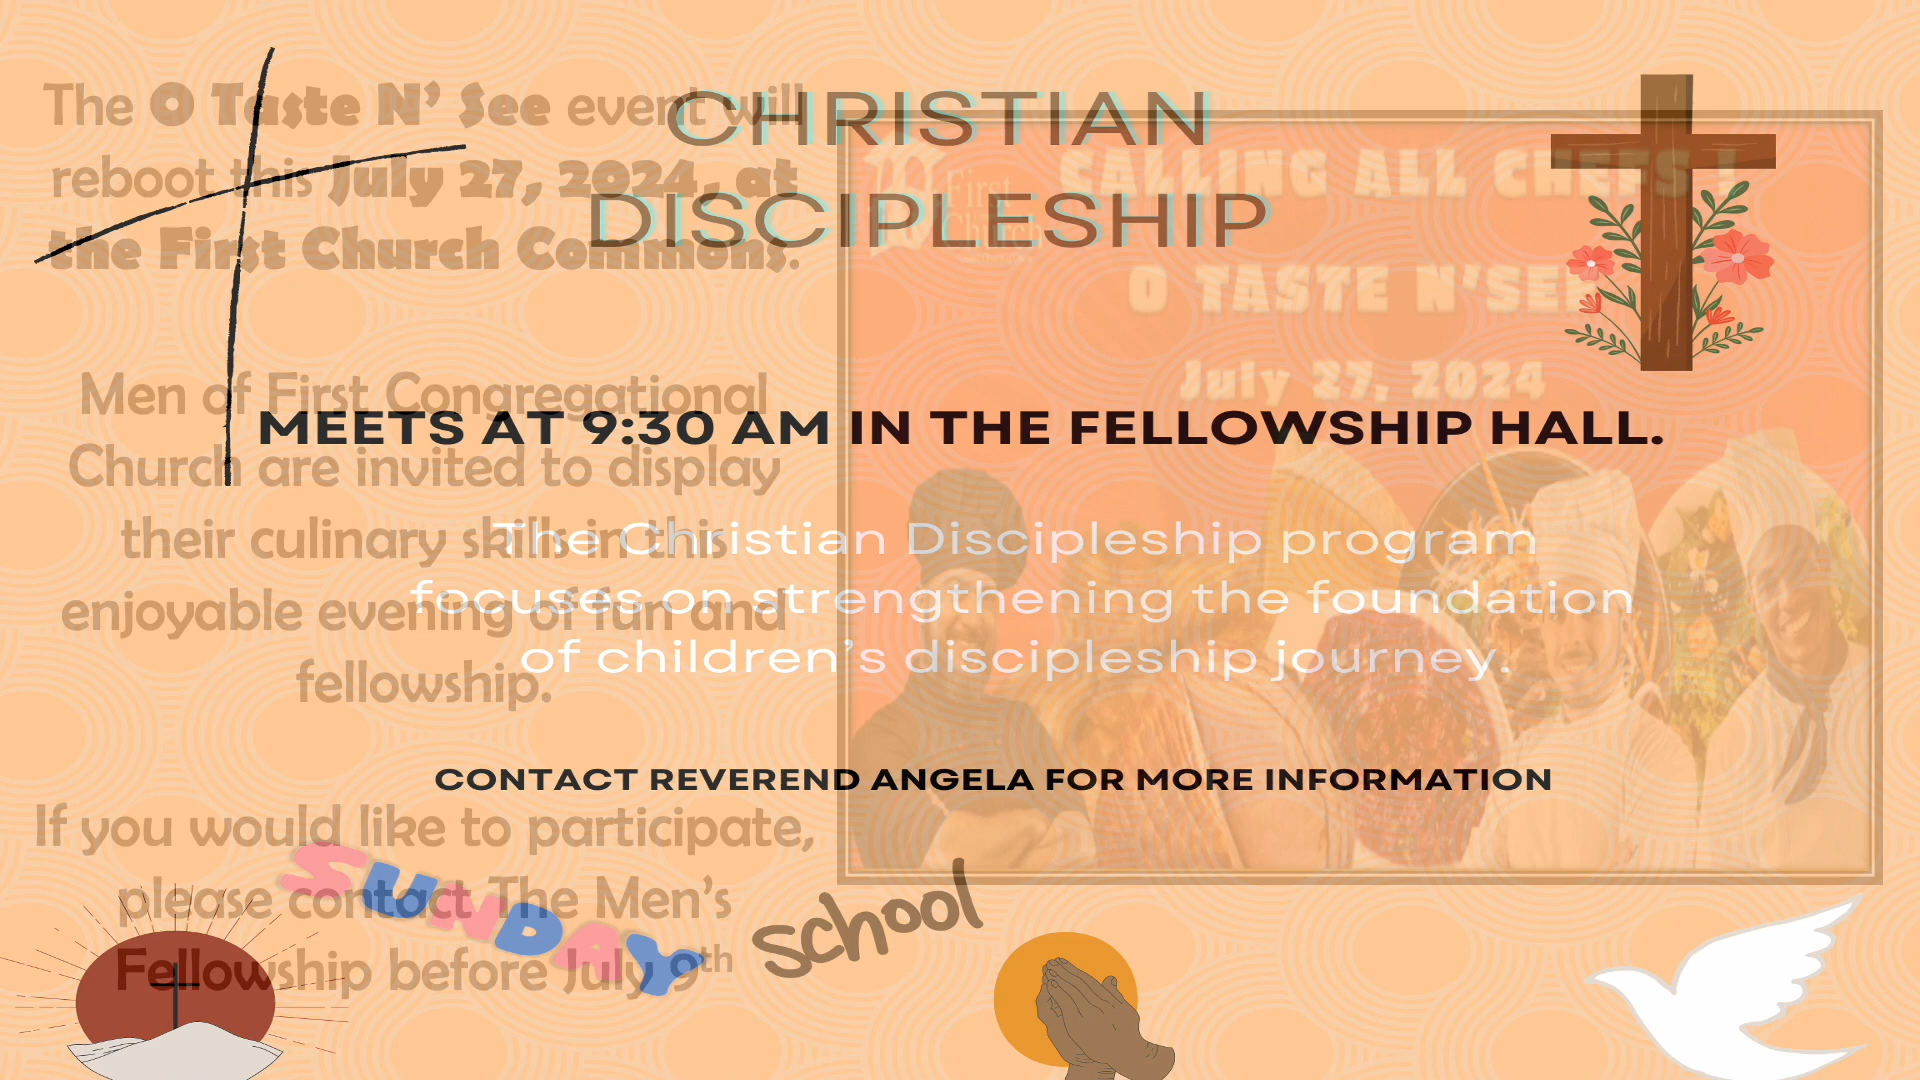 The O Taste N' See event will
reboot this July 27, 2024, at
the First Church Commons.
Men of First Congregational
Church are invited to display
their culinary skills in this
enjoyable evening of fun and
fellowship.
If you would like to participate,
please contact The Men's
Fellowship before July 9th
CHRISTIAN
DISCIPLESHIP
MEETS AT 9:30 AM IN THE FELLOWSHIP HALL.
The Christian Discipleship program
focuses on strengthening the foundation
of children's discipleship journey.
CONTACT REVEREND ANGELA FOR MORE INFORMATION
SUNDAY
school
First
Church
CALLING ALL CHEFS !
O TASTE N'SEE
July 27, 2024